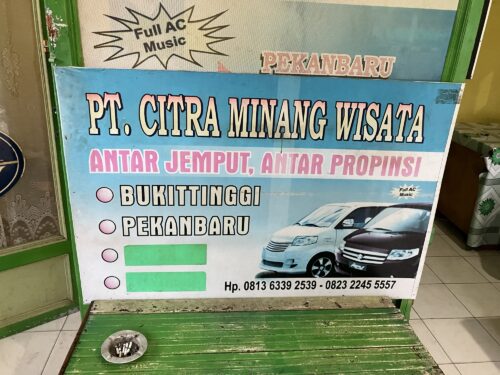 Full AC
Music
PEKANBARU
PT. CITRA MINANG WISATA
ANTAR JEMPUT, ANTAR PROPINSI
BUKITTINGGI
PEKANBARU
Full AC
Music
Hp. 0813 6339 2539 - 0823 2245 5557